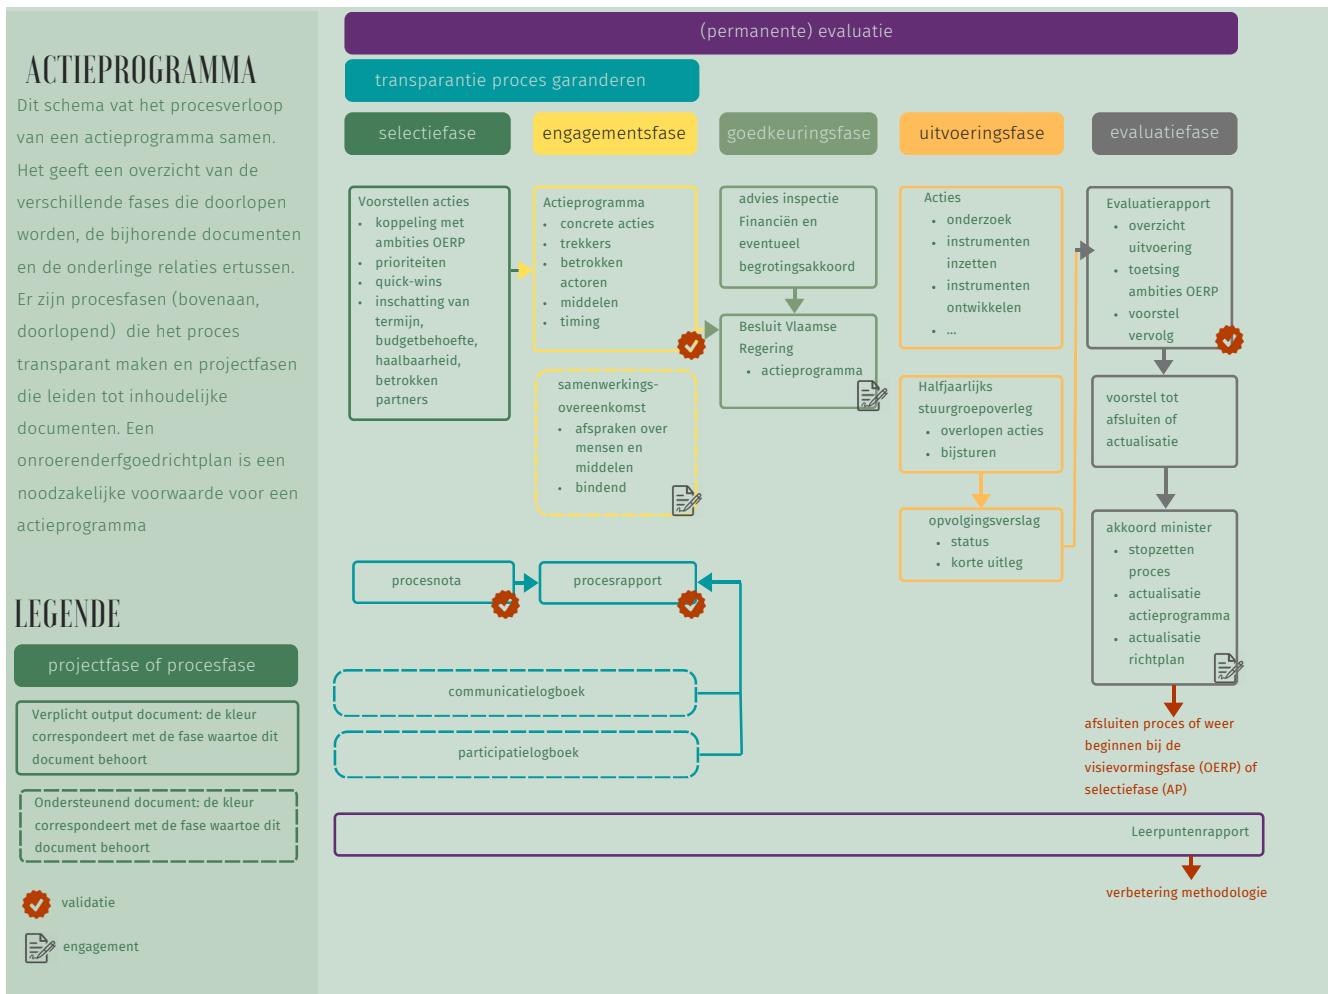 ACTIEPROGRAMMA
Dit schema vat het procesverloop
van een actieprogramma samen.
Het geeft een overzicht van de
verschillende fases die doorlopen
worden, de bijhorende documenten
en de onderlinge relaties ertussen.
Er zijn procesfasen (bovenaan,
doorlopend) die het proces
transparant maken en projectfasen
die leiden tot inhoudelijke
documenten. Een
onroerenderfgoedrichtplan is een
noodzakelijke voorwaarde voor een
actieprogramma
LEGENDE
projectfase of procesfase
Verplicht output document: de kleur
correspondeert met de fase waartoe dit
document behoort
Ondersteunend document: de kleur
correspondeert met de fase waartoe dit
document behoort
validatie
engagement
(permanente) evaluatie
transparantie proces garanderen
selectiefase
engagementsfase
goedkeuringsfase
uitvoeringsfase
evaluatiefase
Voorstellen acties
• koppeling met
ambities OERP
• prioriteiten
• quick-wins
• inschatting van
termijn,
budgetbehoefte,
haalbaarheid,
betrokken
partners
Actieprogramma
• concrete acties
• trekkers
• betrokken
actoren
• middelen
• timing
samenwerkings-
overeenkomst
• afspraken over
mensen en
middelen
• bindend
advies inspectie
Financiën en
eventueel
begrotingsakkoord
Besluit Vlaamse
Regering
• actieprogramma
Acties
• onderzoek
• instrumenten
inzetten
• instrumenten
ontwikkelen
• ...
Halfjaarlijks
stuurgroepoverleg
• overlopen acties
• bijsturen
opvolgingsverslag
• status
• korte uitleg
Evaluatierapport
• overzicht
uitvoering
• toetsing
ambities OERP
• voorstel
vervolg
voorstel tot
afsluiten of
actualisatie
akkoord minister
• stopzetten
proces
• actualisatie
actieprogramma
• actualisatie
richtplan
afsluiten proces of weer
beginnen bij de
visievormingsfase (OERP) of
selectiefase (AP)
procesnota
procesrapport
communicatielogboek
participatielogboek
Leerpuntenrapport
verbetering methodologie